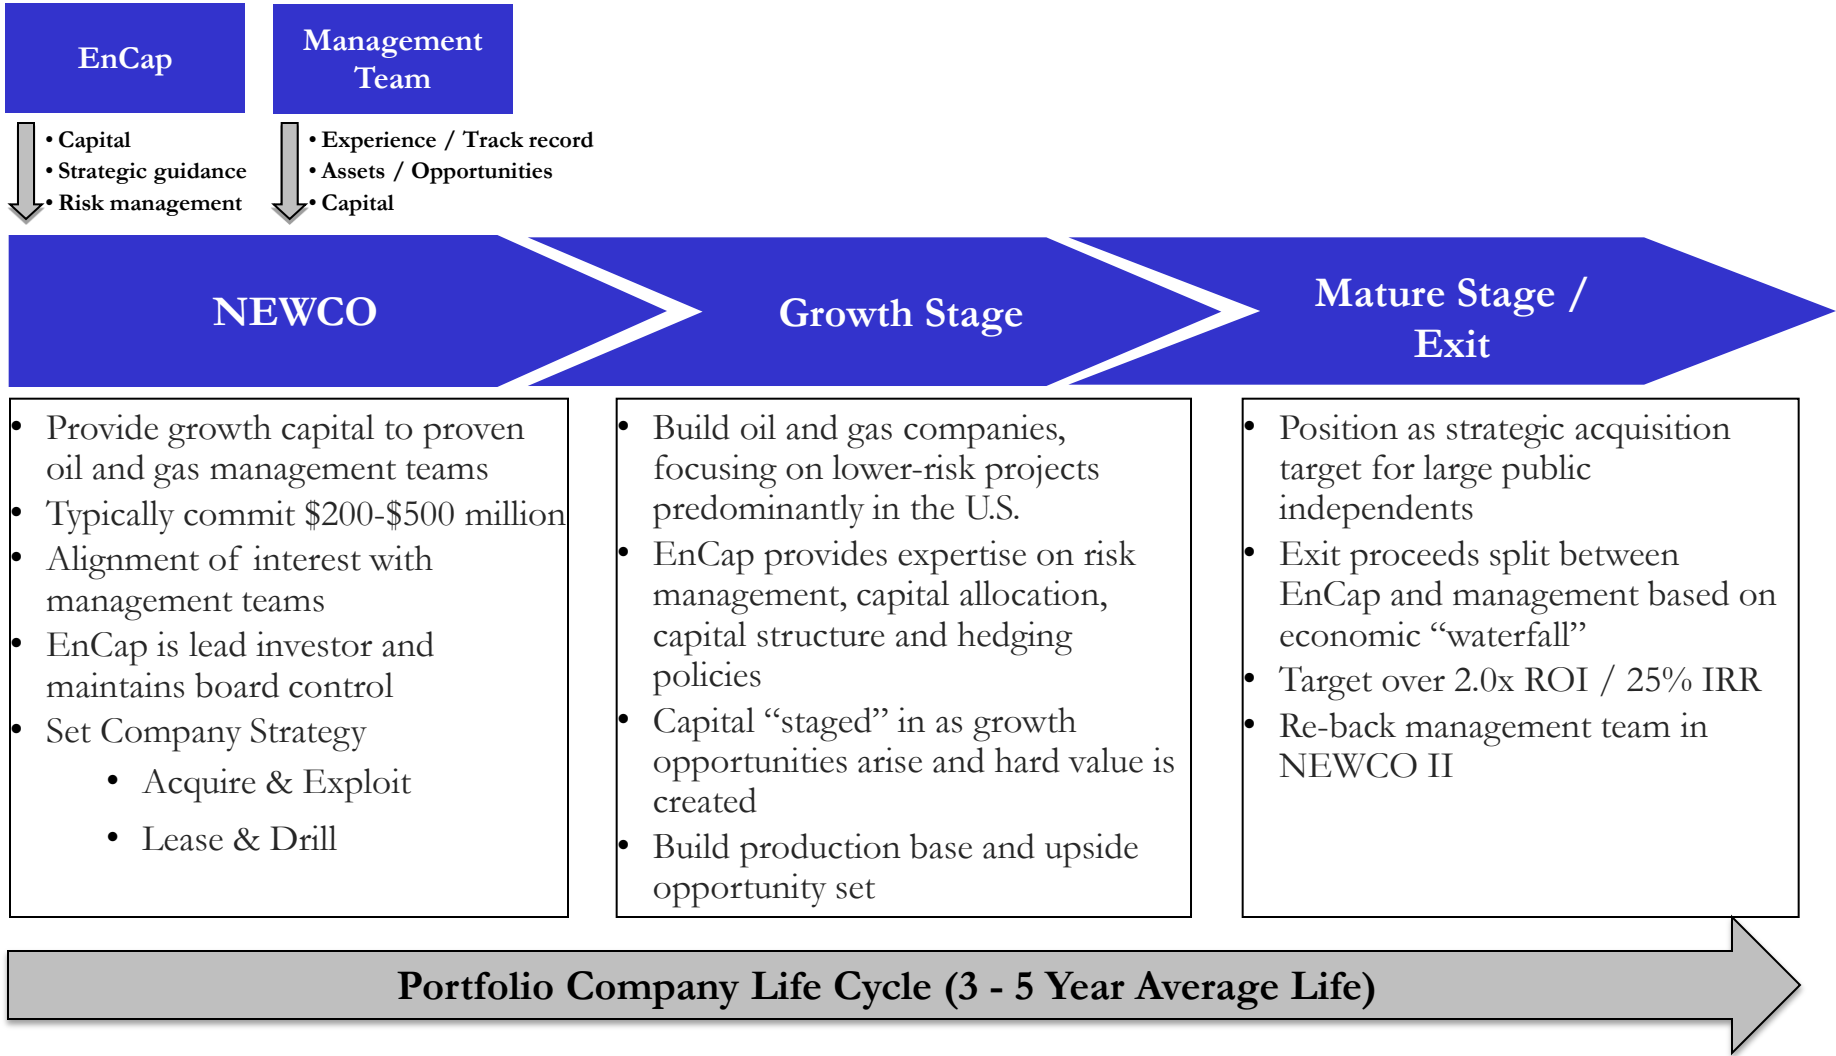 EnCap
Management
Team
• Capital
• Strategic guidance
• Risk management
• Experience / Track record
• Assets / Opportunities
• Capital
NEWCO
Growth Stage
Mature Stage /
Exit
• Provide growth capital to proven
oil and gas management teams
• Typically commit $200-$500 million
• Alignment of interest with
management teams
• EnCap is lead investor and
maintains board control
• Set Company Strategy
• Acquire & Exploit
• Lease & Drill
• Build oil and gas companies,
focusing on lower-risk projects
predominantly in the U.S.
• EnCap provides expertise on risk
management, capital allocation,
capital structure and hedging
policies
• Capital “staged” in as growth
opportunities arise and hard value is
created
• Build production base and upside
opportunity set
• Position as strategic acquisition
target for large public
independents
• Exit proceeds split between
EnCap and management based on
economic “waterfall”
• Target over 2.0x ROI / 25% IRR
• Re-back management team in
NEWCO II
Portfolio Company Life Cycle (3 - 5 Year Average Life)